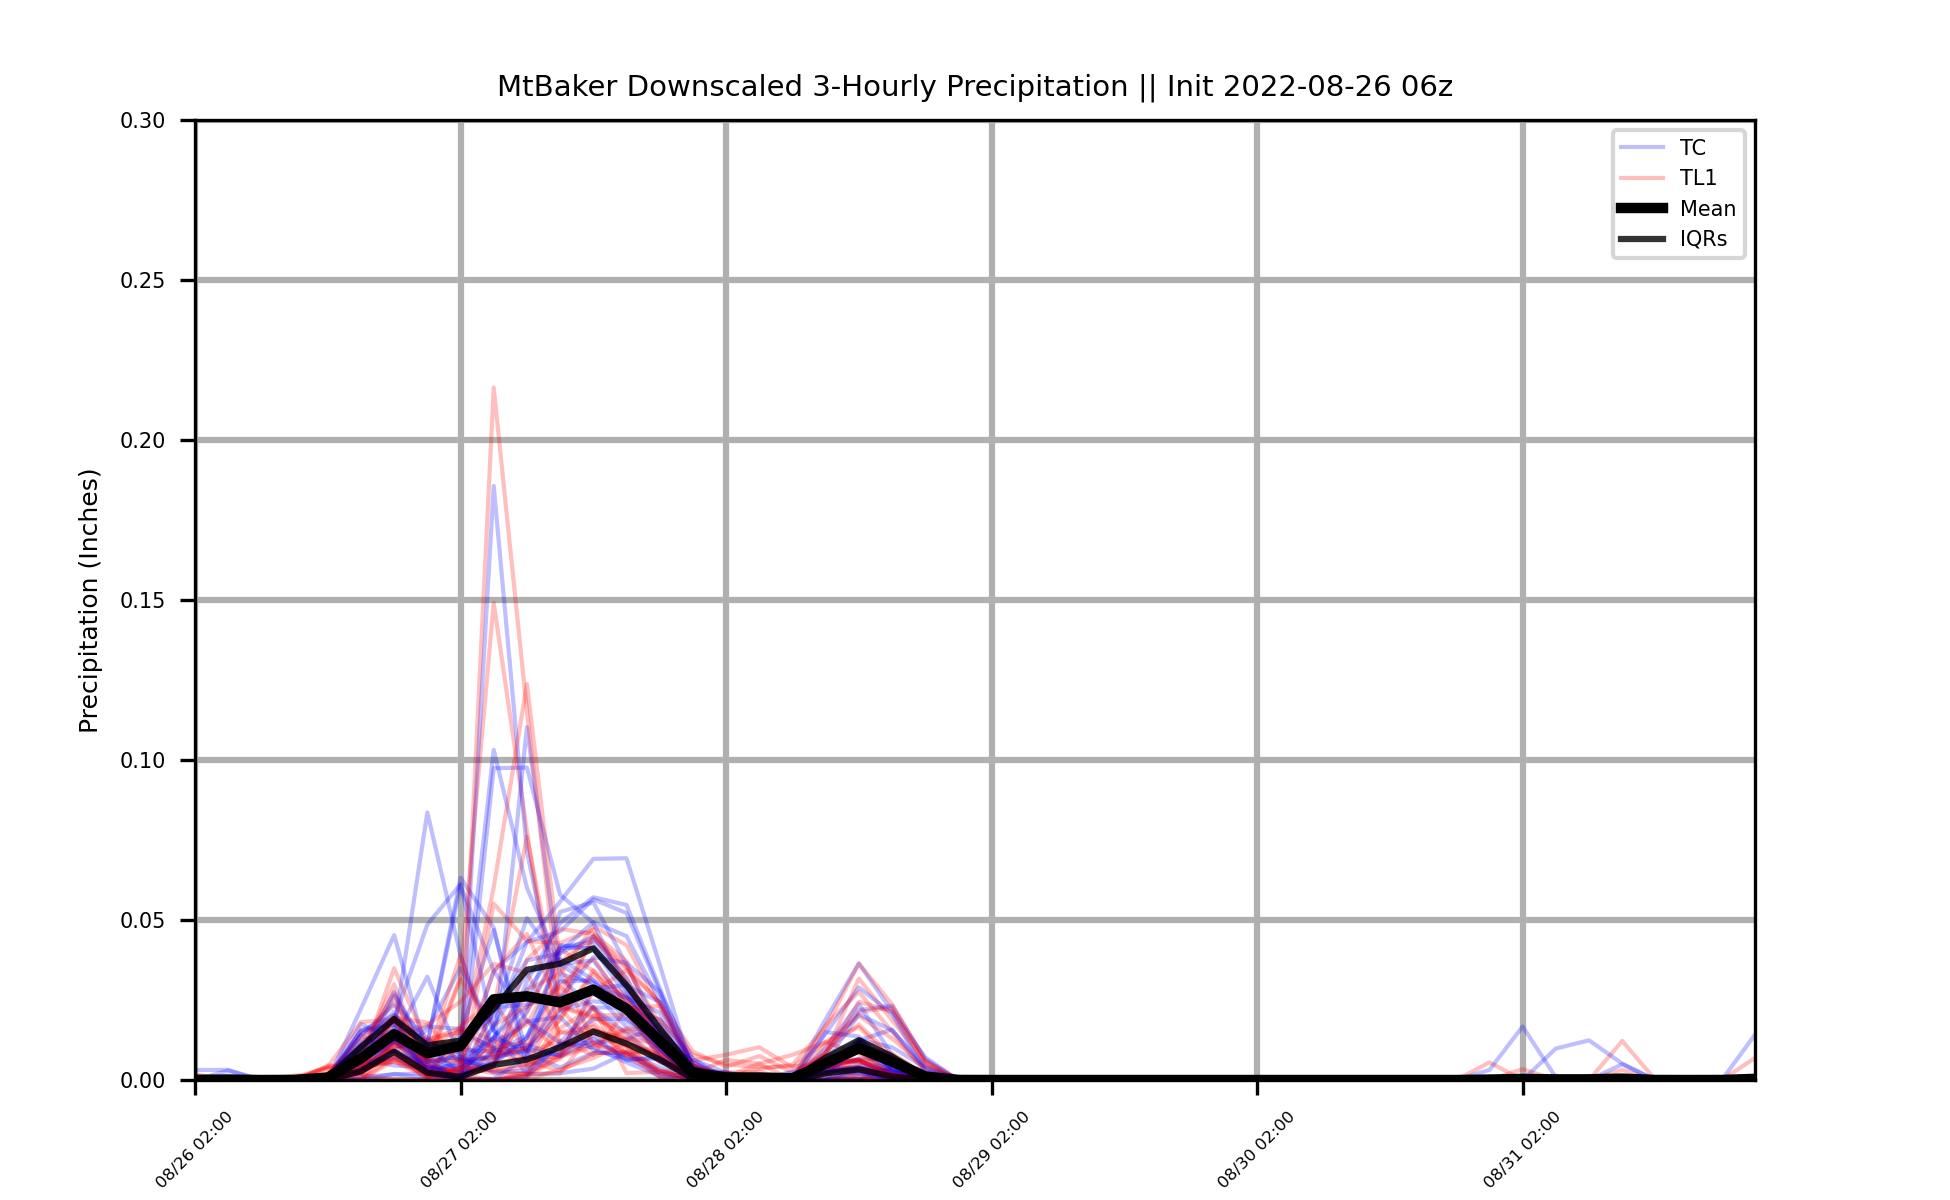 MtBaker Downscaled 3-Hourly Precipitation || Init 2022-08-26 06z
0.30
0.25
0.20
0.15
0.10
0.05
0.00
Precipitation (Inches)
TC
TL1
Mean
IQRs
08/26 02:00
08/27 02:00
08/28 02:00
08/29 02:00
08/30 02:00
08/31 02:00